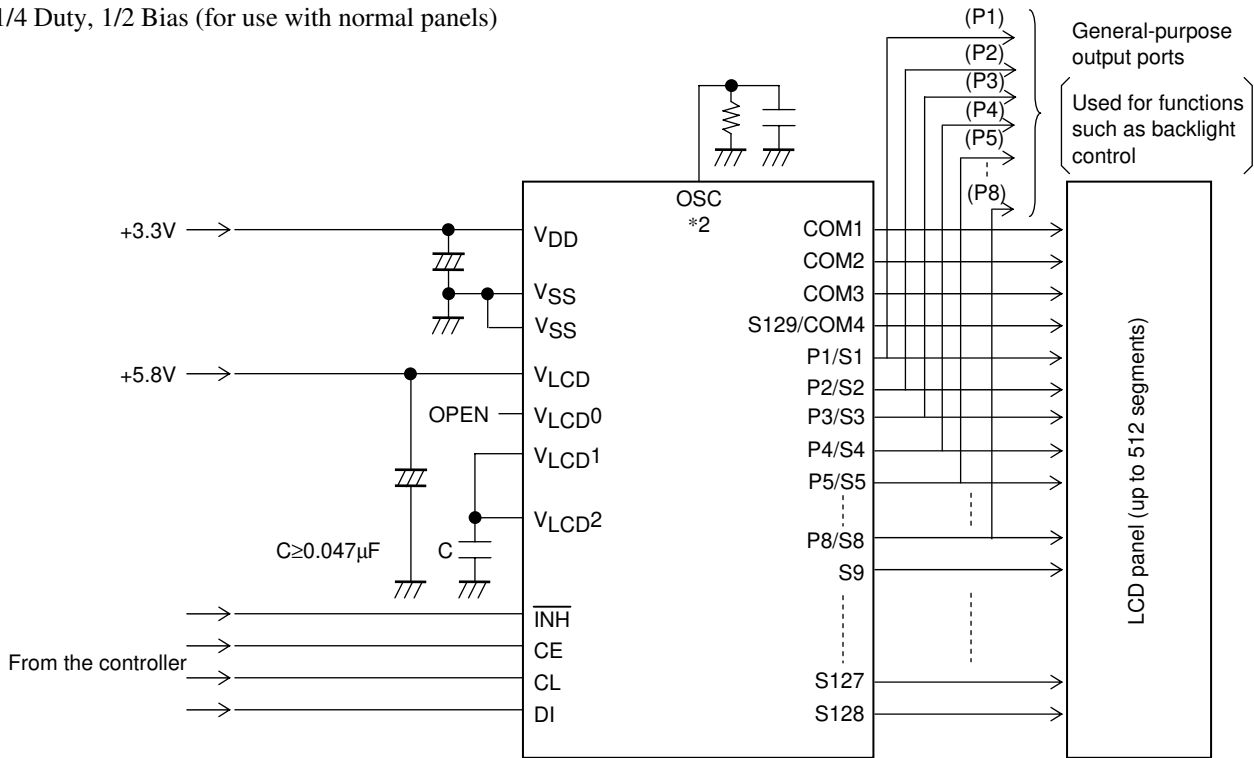 1/4 Duty, 1/2 Bias (for use with normal panels)
(P1)
(P2)
(P3)
(P4)
(P5)
(P8)
General-purpose
output ports
Used for functions
such as backlight
control
OSC
*2
+3.3V
VDD
VSS
VSS
+5.8V
VLCD
OPEN
VLCD0
VLCD1
VLCD2
C≥0.047μF
C
From the controller
INH
CE
CL
DI
COM1
COM2
COM3
S129/COM4
P1/S1
P2/S2
P3/S3
P4/S4
P5/S5
P8/S8
S9
S127
S128
LCD panel (up to 512 segments)